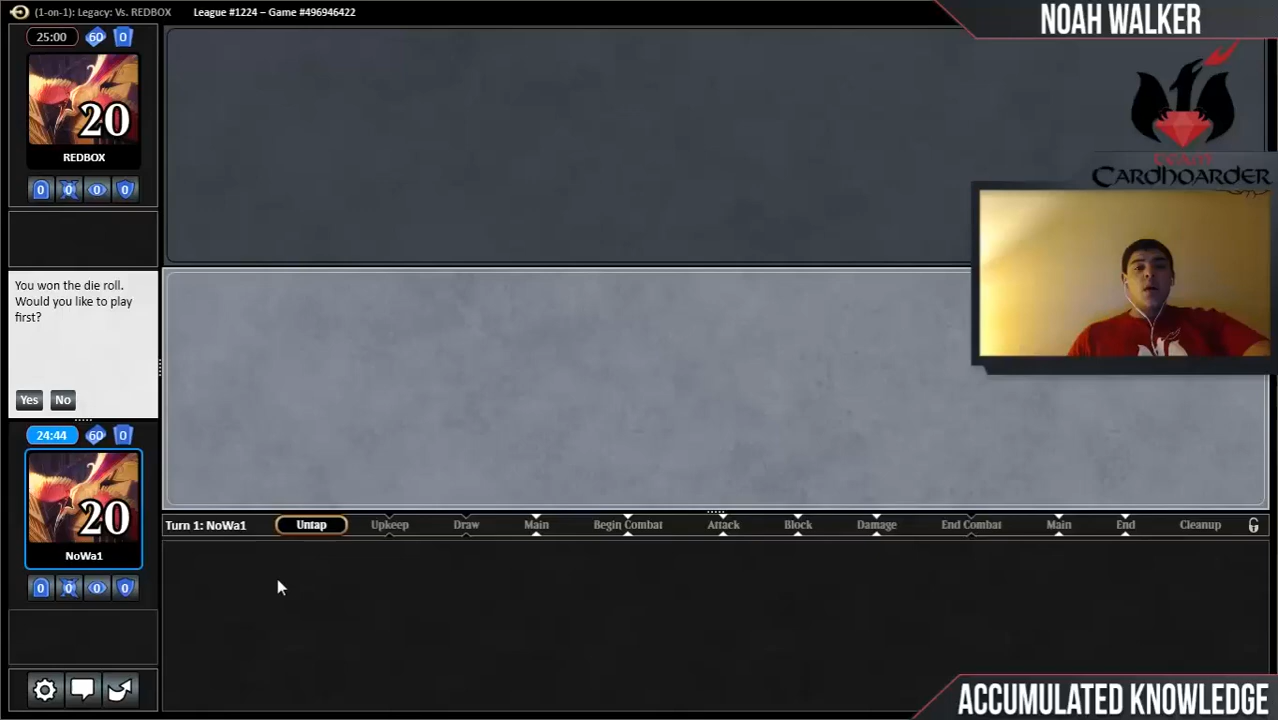 (1-on-1): Legacy: Vs. REDBOX League #1224 – Game #496946422
NOAH WALKER
25:00 60 0
20
REDBOX
0 0 0 0
CARDHOARDER
You won the die roll.
Would you like to play
first?
Yes No
24:44 60 0
20
NoWa1
0 0 0 0
Turn 1: NoWa1 Untap Upkeep Draw Main Begin Combat Attack Block Damage End Combat Main End Cleanup
ACCUMULATED KNOWLEDGE